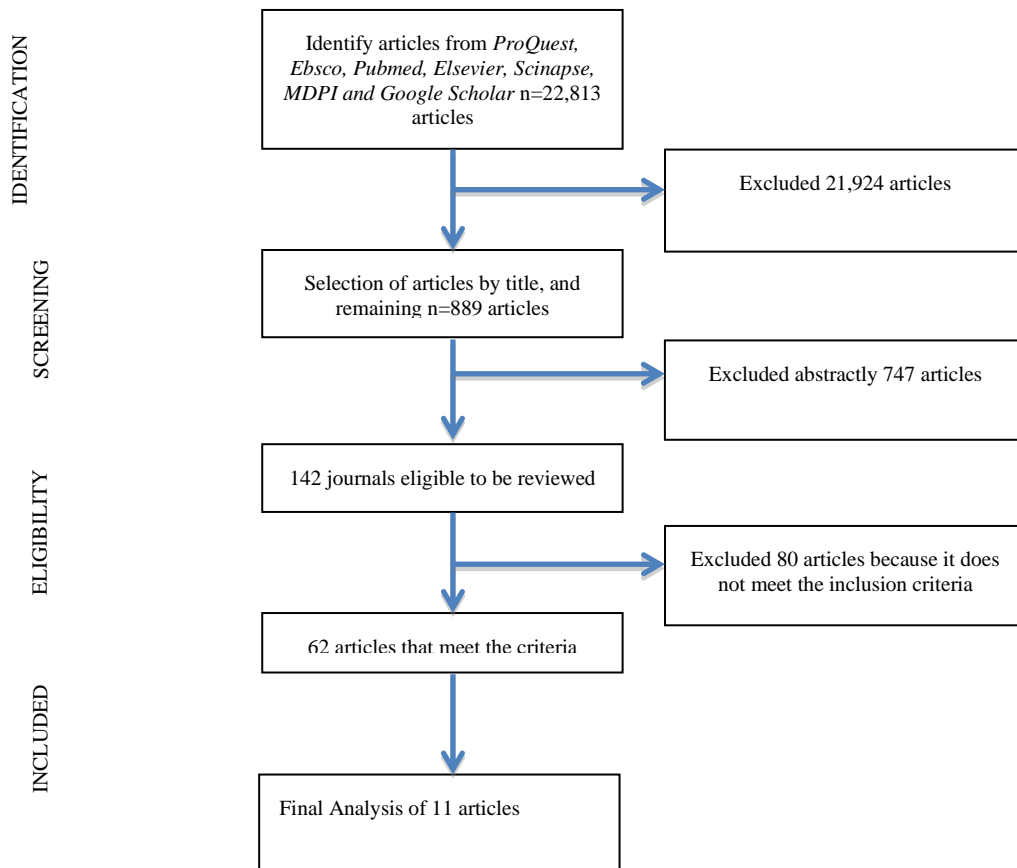 IDENTIFICATION
Identify articles from ProQuest,
Ebsco, Pubmed, Elsevier, Scinapse,
MDPI and Google Scholar n=22,813
articles
Excluded 21,924 articles
SCREENING
Selection of articles by title, and
remaining n=889 articles
Excluded abstractly 747 articles
ELIGIBILITY
142 journals eligible to be reviewed
Excluded 80 articles because it does
not meet the inclusion criteria
62 articles that meet the criteria
INCLUDED
Final Analysis of 11 articles